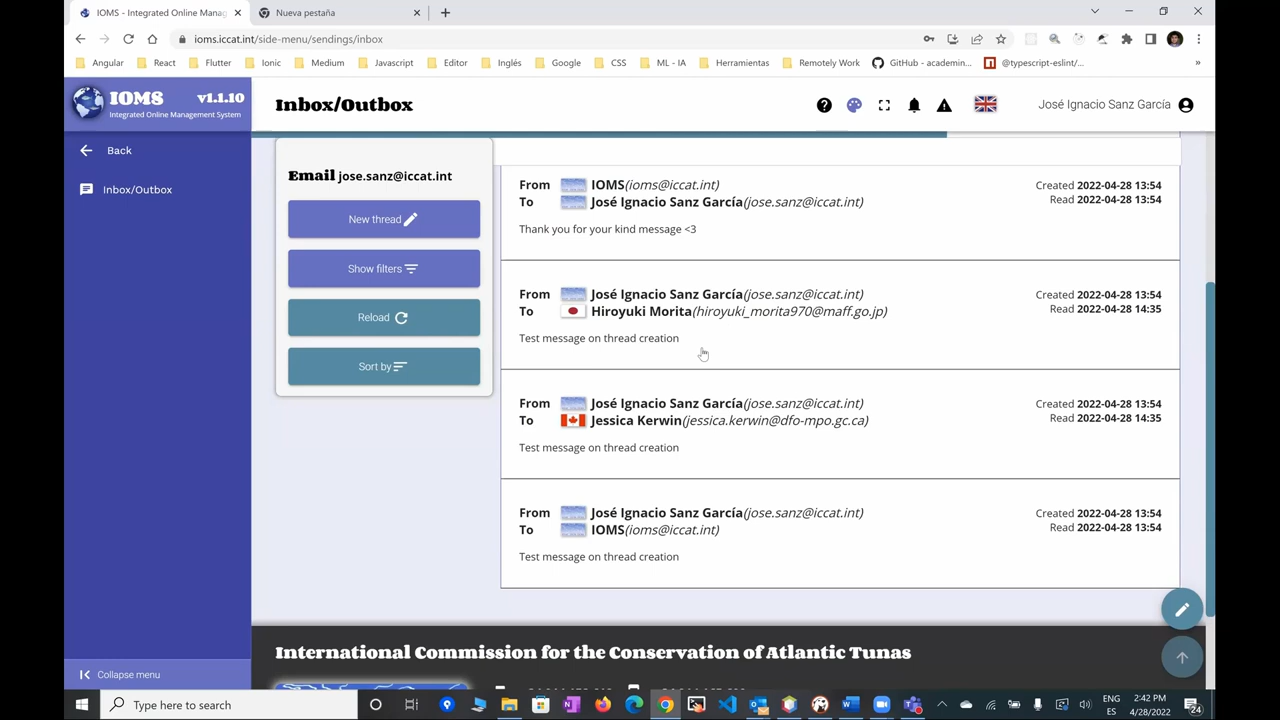 IOMS - Integrated Online Manag
Nueva pestaña
ioms.iccat.int/side-menu/sendings/inbox
Angular React Flutter Ionic Medium Javascript Editor Inglés Google CSS ML - IA Herramientas Remotely Work GitHub - academin... @typescript-eslint/... »
IOMS v1.1.10
Integrated Online Management System
Inbox/Outbox
José Ignacio Sanz García
Back
Inbox/Outbox
Email jose.sanz@iccat.int
New thread
Show filters
Reload
Sort by
From IOMS(ioms@iccat.int) Created 2022-04-28 13:54
To José Ignacio Sanz García(jose.sanz@iccat.int) Read 2022-04-28 13:54
Thank you for your kind message <3
From José Ignacio Sanz García(jose.sanz@iccat.int) Created 2022-04-28 13:54
To Hiroyuki Morita(hiroyuki_morita970@maff.go.jp) Read 2022-04-28 14:35
Test message on thread creation
From José Ignacio Sanz García(jose.sanz@iccat.int) Created 2022-04-28 13:54
To Jessica Kerwin(jessica.kerwin@dfo-mpo.gc.ca) Read 2022-04-28 14:35
Test message on thread creation
From José Ignacio Sanz García(jose.sanz@iccat.int) Created 2022-04-28 13:54
To IOMS(ioms@iccat.int) Read 2022-04-28 13:54
Test message on thread creation
International Commission for the Conservation of Atlantic Tunas
Collapse menu
Type here to search
ENG
ES
2:42 PM
4/28/2022
24